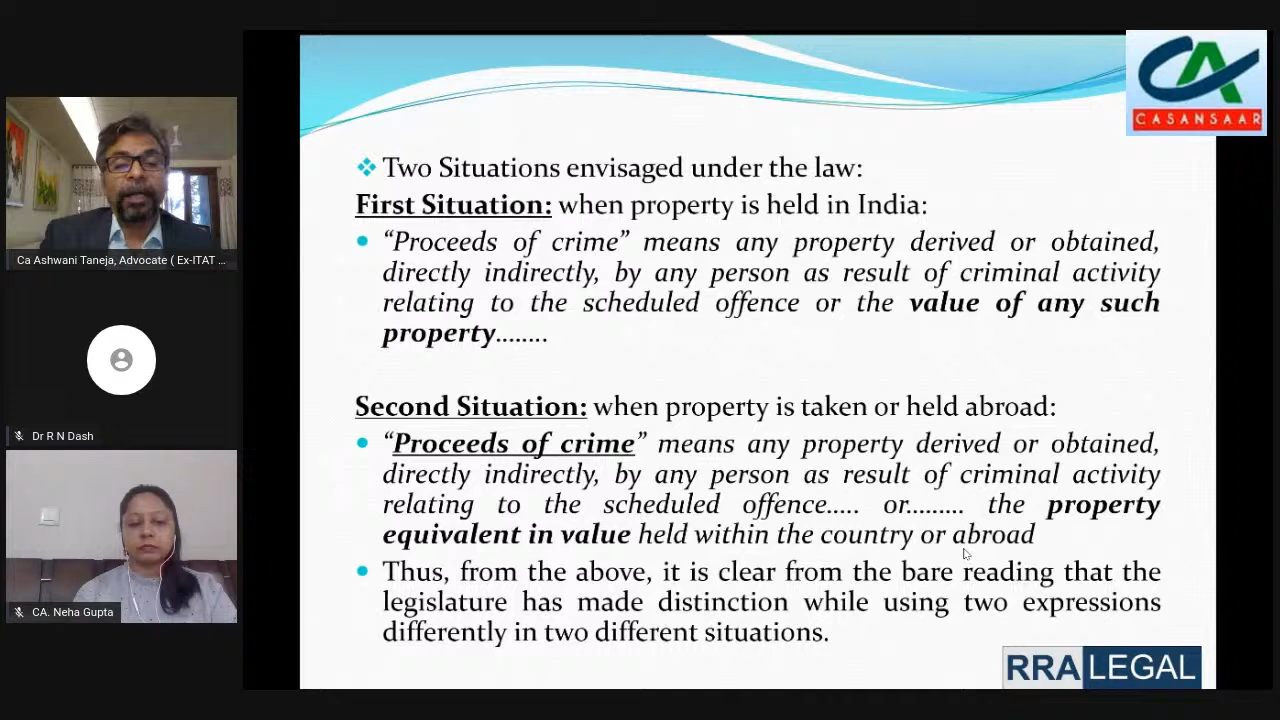 CA
CASANSAAR
❖ Two Situations envisaged under the law:
First Situation: when property is held in India:
• “Proceeds of crime” means any property derived or obtained,
directly indirectly, by any person as result of criminal activity
relating to the scheduled offence or the value of any such
property........
Second Situation: when property is taken or held abroad:
• “Proceeds of crime” means any property derived or obtained,
directly indirectly, by any person as result of criminal activity
relating to the scheduled offence..... or......... the property
equivalent in value held within the country or abroad
• Thus, from the above, it is clear from the bare reading that the
legislature has made distinction while using two expressions
differently in two different situations.
RRA LEGAL
Ca Ashwani Taneja, Advocate ( Ex-ITAT ...
Dr R N Dash
CA. Neha Gupta